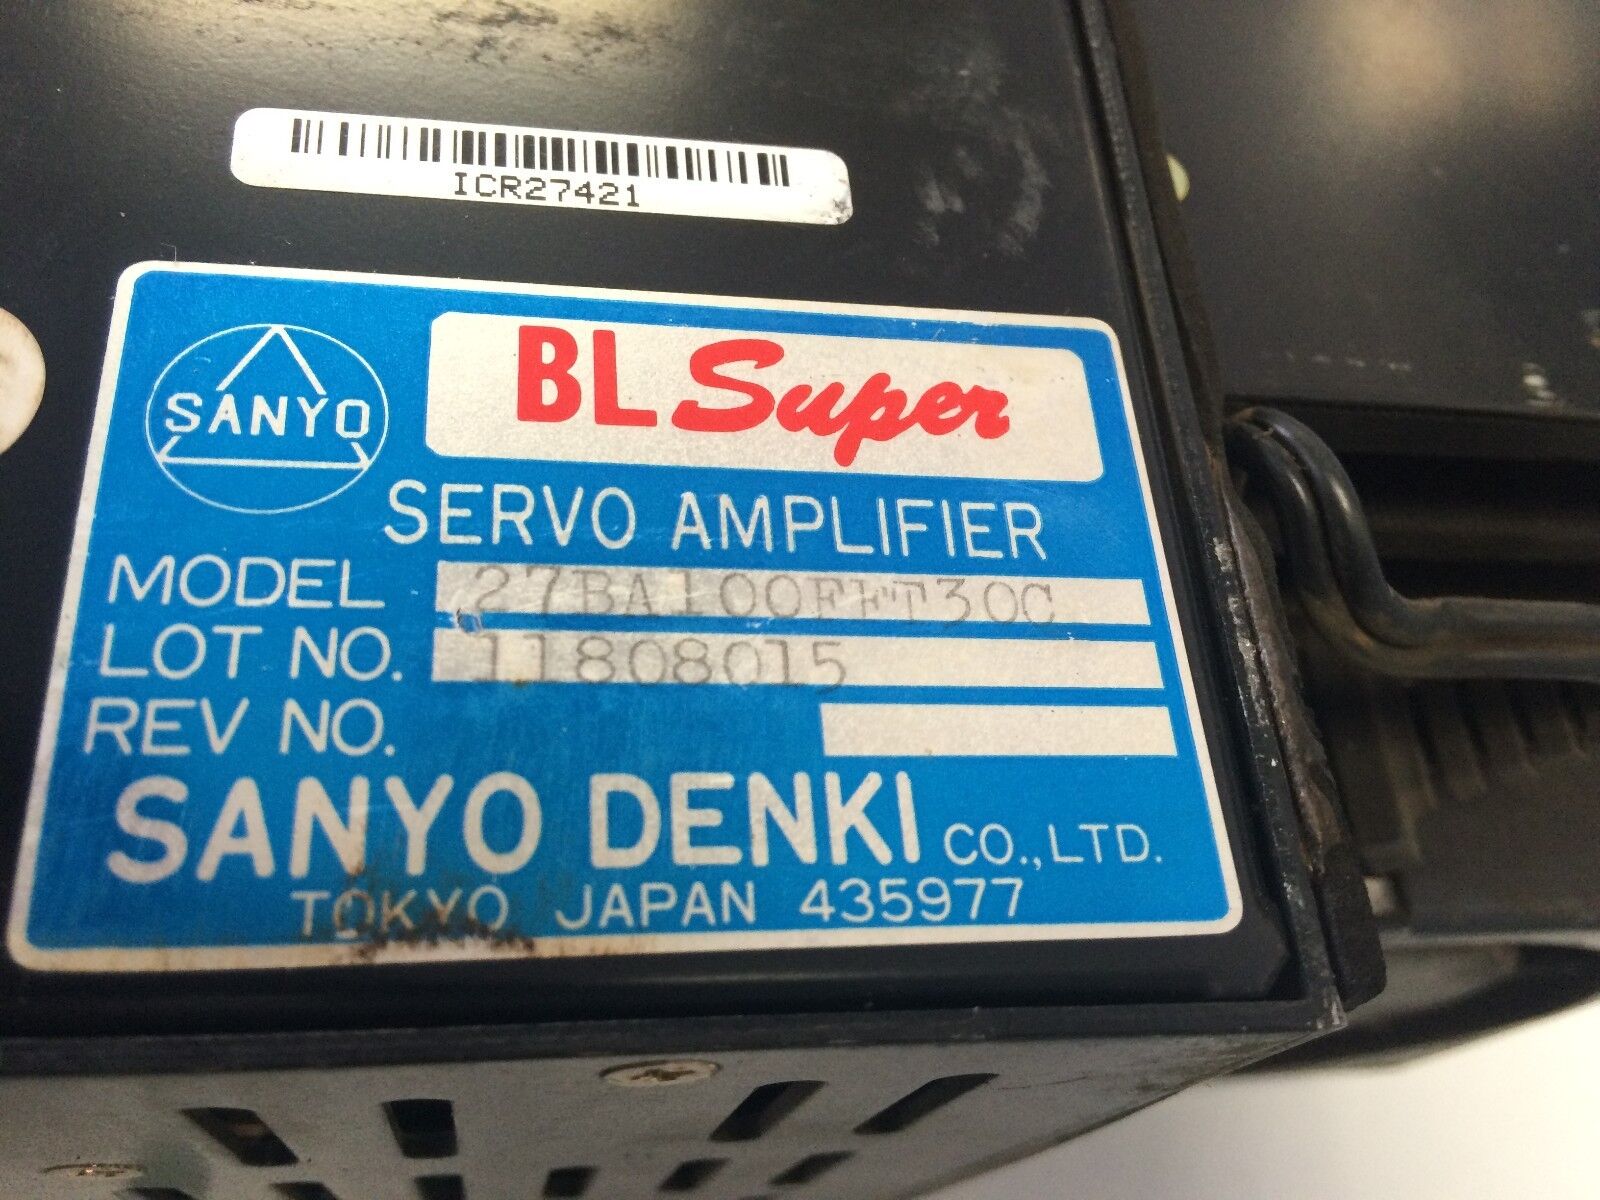 ICR27421
SANYO
BL Super
SERVO AMPLIFIER
MODEL 27BA100FFT30C
LOT NO. 11808015
REV NO.
SANYO DENKI CO., LTD.
TOKYO JAPAN 435977